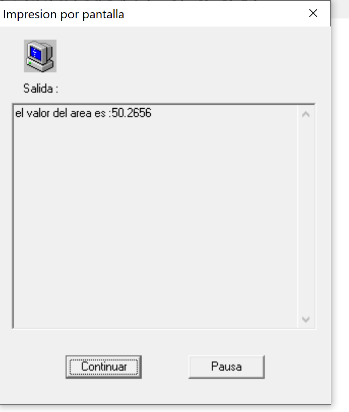 Impresion por pantalla
Salida :
el valor del area es :50.2656
Continuar
Pausa